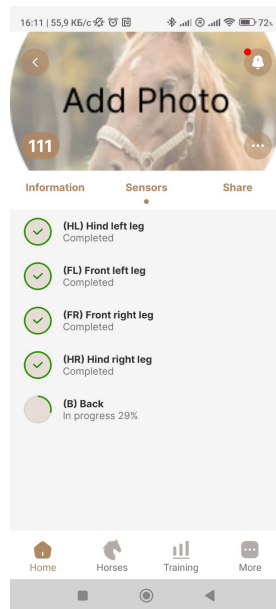 16:11 | 55,9 КБ/с
72%
Add Photo
111
Information Sensors Share
(HL) Hind left leg
Completed
(FL) Front left leg
Completed
(FR) Front right leg
Completed
(HR) Hind right leg
Completed
(B) Back
In progress 29%
Home Horses Training More